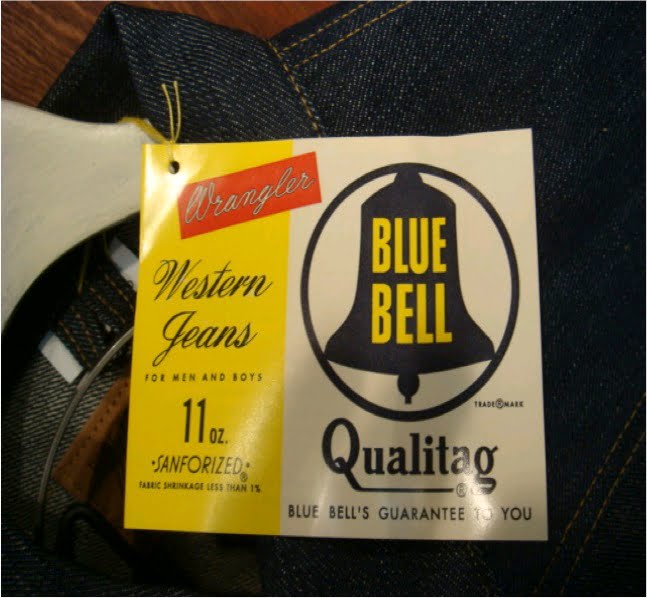 Wrangler
Western
Jeans
FOR MEN AND BOYS
11 oz.
•SANFORIZED•®
FABRIC SHRINKAGE LESS THAN 1%
BLUE
BELL
TRADE®MARK
Qualitag
®
BLUE BELL'S GUARANTEE TO YOU